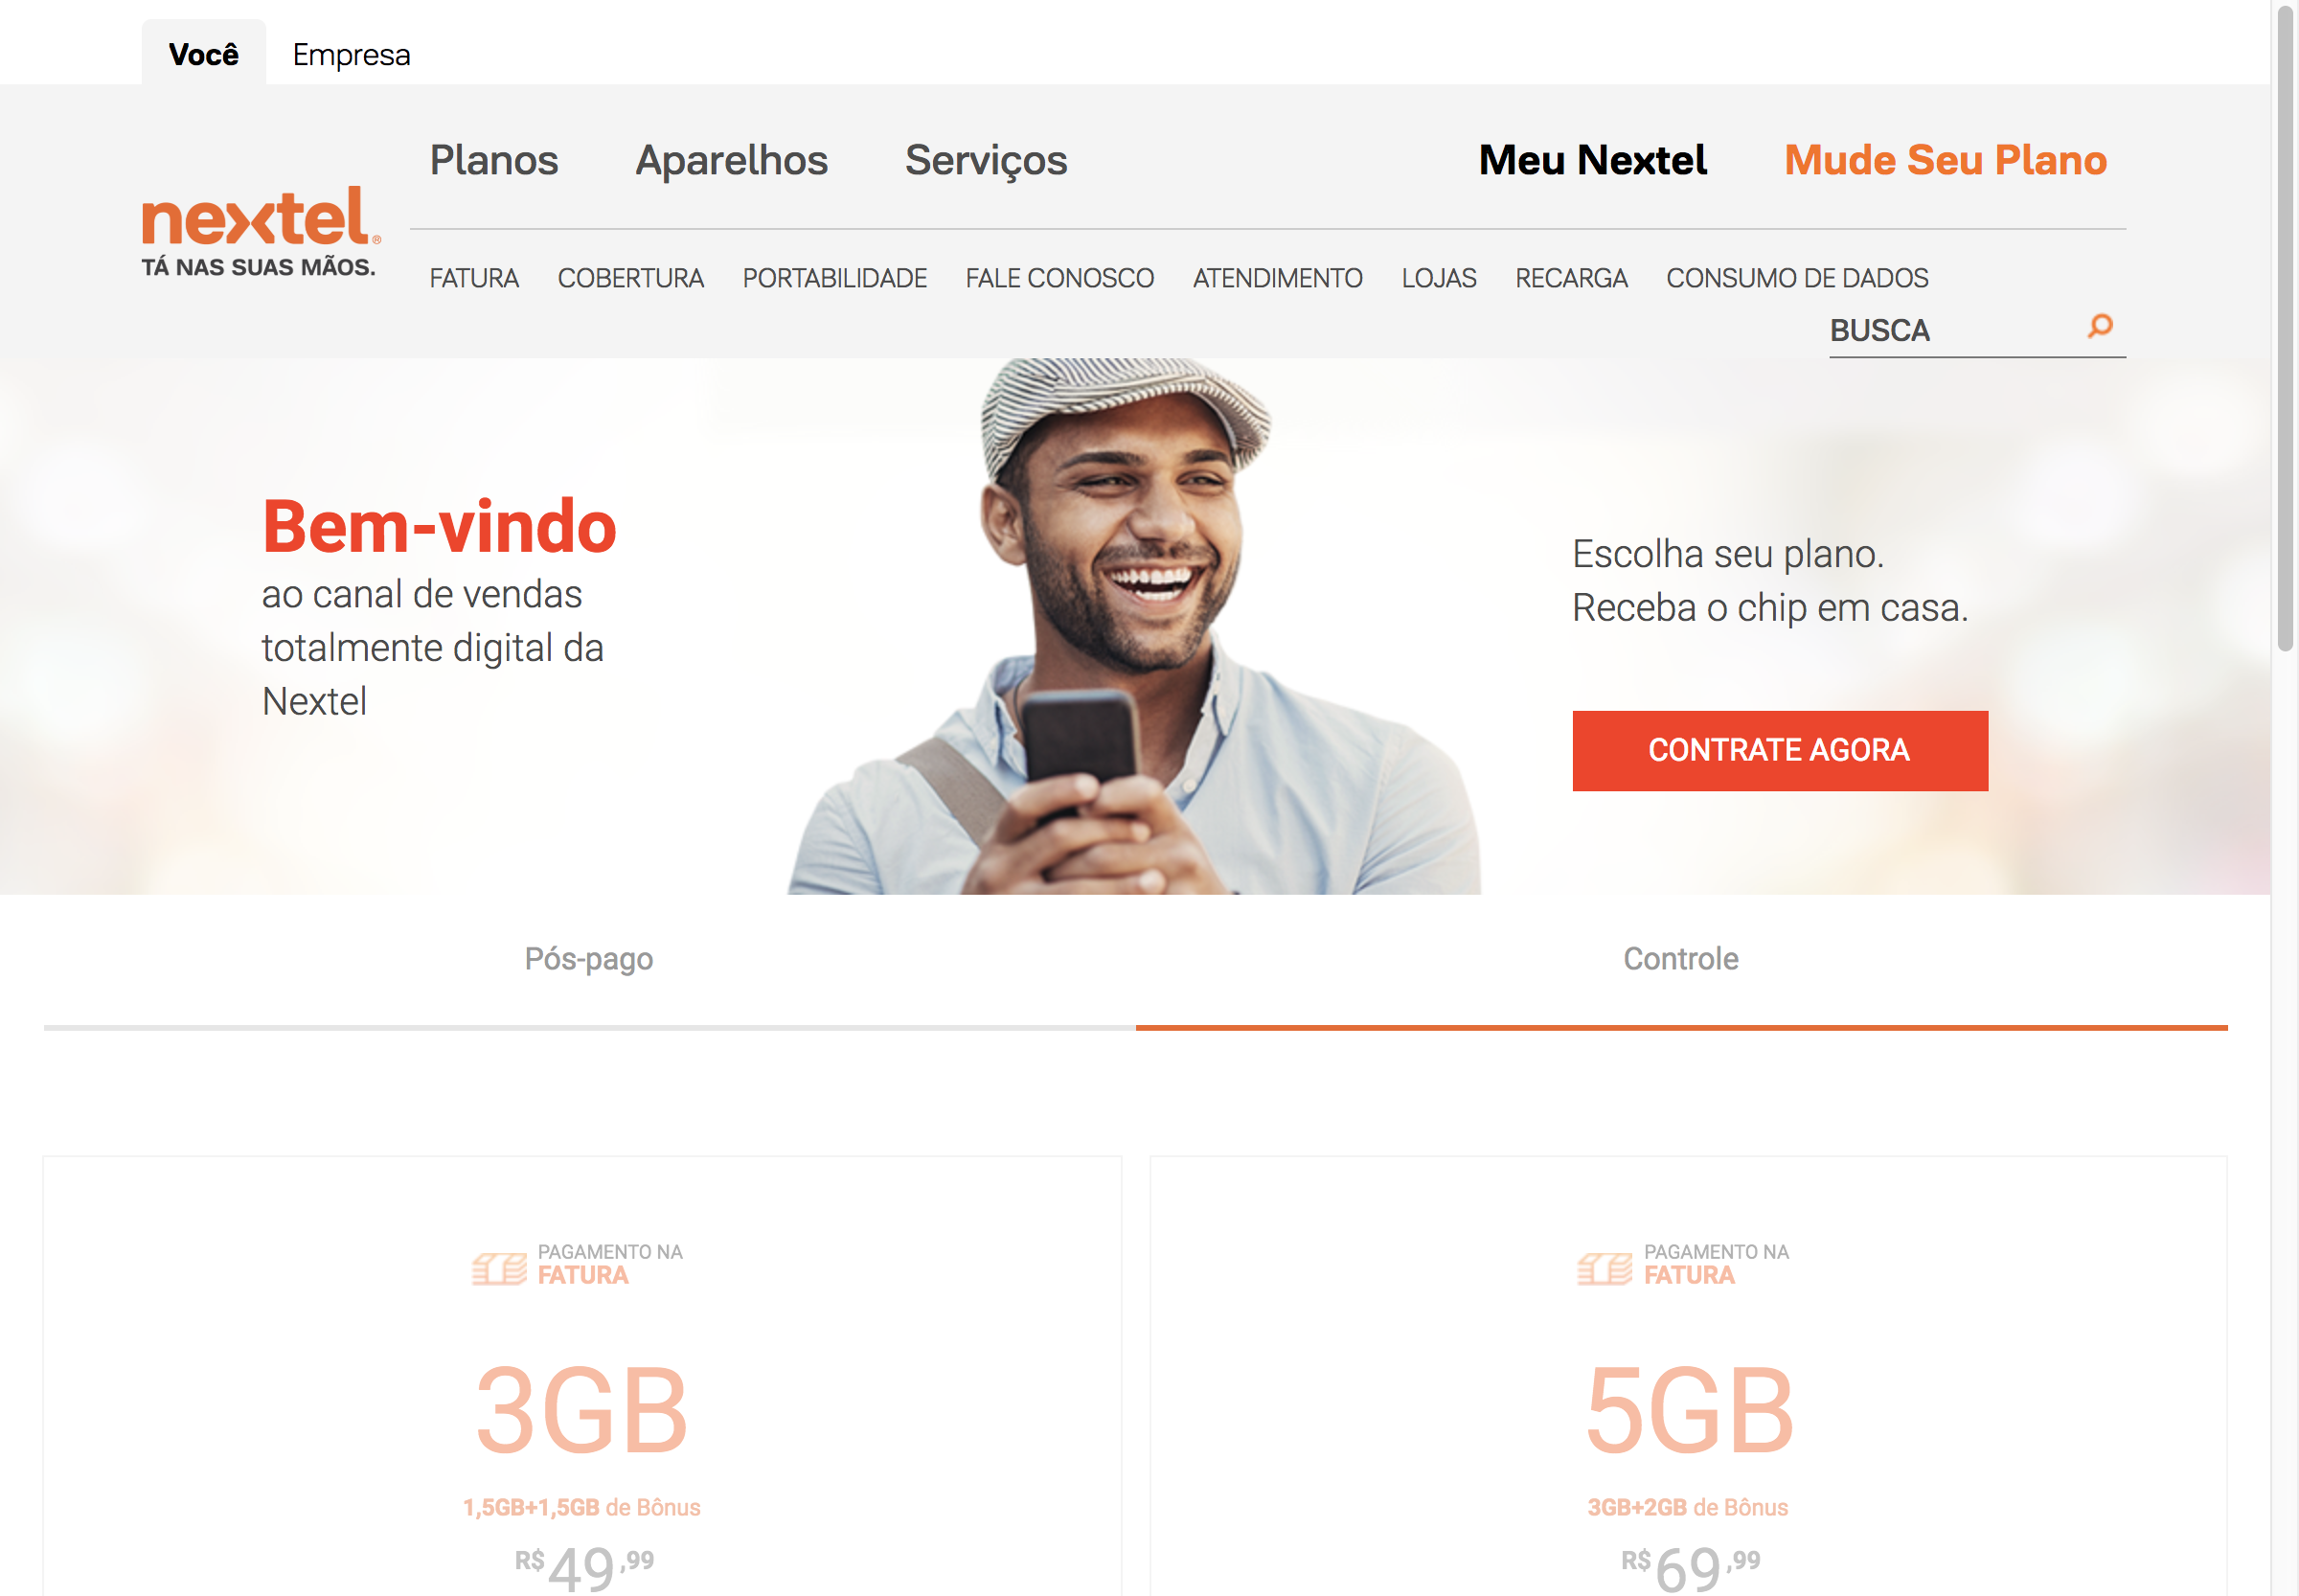 Você Empresa
Planos Aparelhos Serviços Meu Nextel Mude Seu Plano
nextel®
TÁ NAS SUAS MÃOS.
FATURA COBERTURA PORTABILIDADE FALE CONOSCO ATENDIMENTO LOJAS RECARGA CONSUMO DE DADOS
BUSCA
Bem-vindo
ao canal de vendas
totalmente digital da
Nextel
Escolha seu plano.
Receba o chip em casa.
CONTRATE AGORA
Pós-pago Controle
PAGAMENTO NA
FATURA
3GB
1,5GB+1,5GB de Bônus
R$49,99
PAGAMENTO NA
FATURA
5GB
3GB+2GB de Bônus
R$69,99